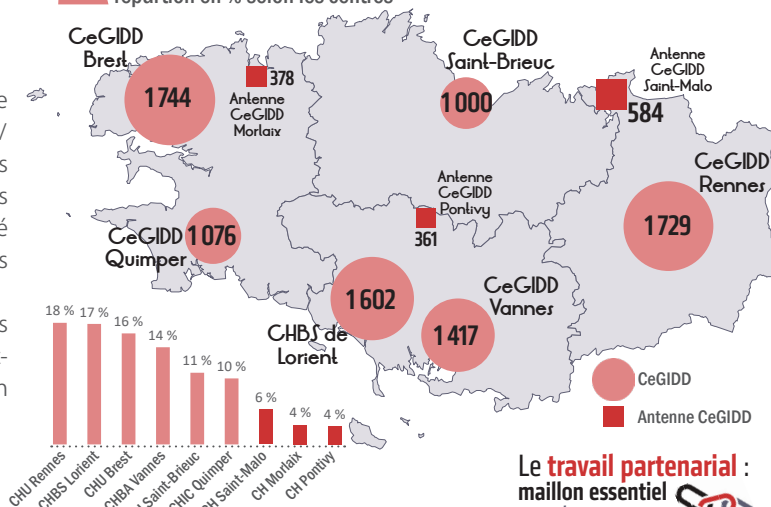 répartion en % selon les centres
CeGIDD
Brest
1744
378
Antenne
CeGIDD
Morlaix
CeGIDD
Saint-Brieuc
1000
Antenne
CeGIDD
Saint-Malo
584
CeGIDD
Rennes
1729
Antenne
CeGIDD
Pontivy
361
CeGIDD
Quimper
1076
1602
CHBS de
Lorient
CeGIDD
Vannes
1417
18 %
17 %
16 %
14 %
11 %
10 %
6 %
4 %
4 %
CHU Rennes
CHBS Lorient
CHU Brest
CHBA Vannes
Saint-Brieuc
CHIC Quimper
CH Saint-Malo
CH Morlaix
CH Pontivy
CeGIDD
Antenne CeGIDD
Le travail partenarial :
maillon essentiel